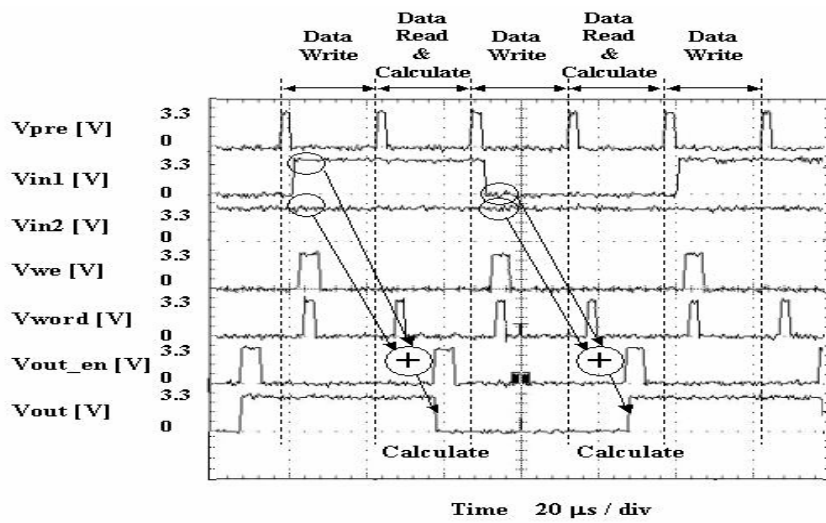 Data
Write
Data
Read
&
Calculate
Data
Write
Data
Read
&
Calculate
Data
Write
Vpre [V]
3.3
0
Vin1 [V]
3.3
0
Vin2 [V]
3.3
0
Vwe [V]
3.3
0
Vword [V]
3.3
0
Vout_en [V]
3.3
0
+
+
Vout [V]
3.3
0
Calculate
Calculate
Time 20 μs / div